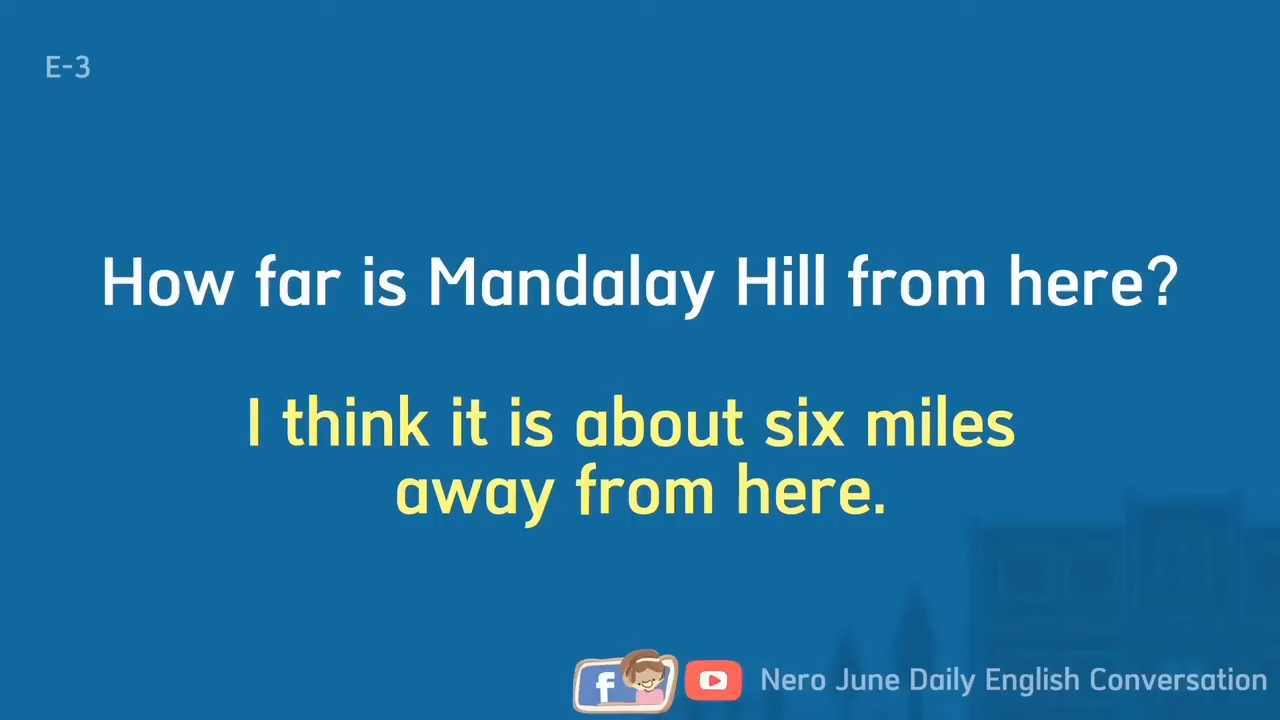 E-3
How far is Mandalay Hill from here?
I think it is about six miles
away from here.
f
Nero June Daily English Conversation